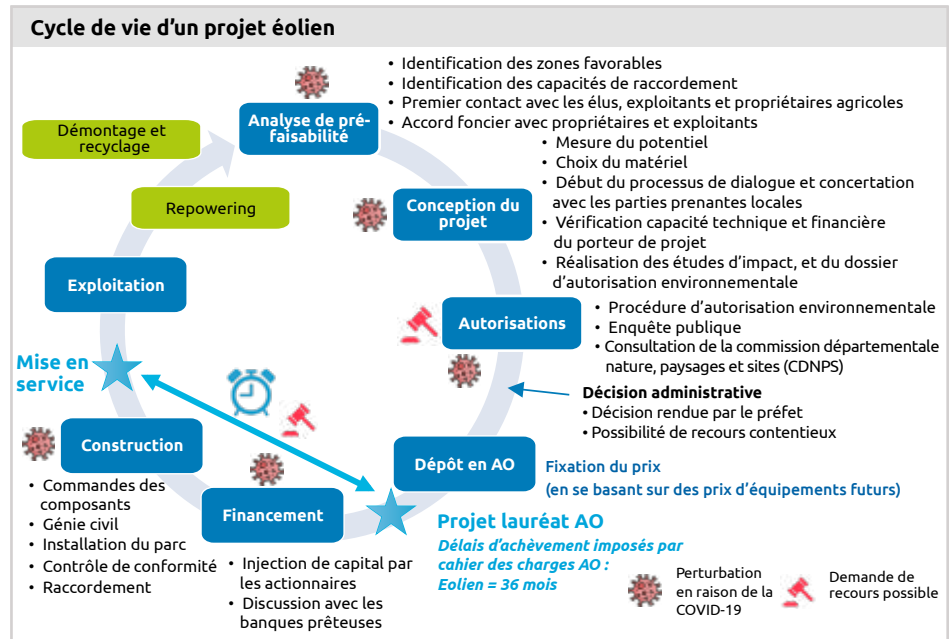 Cycle de vie d'un projet éolien
• Identification des zones favorables
• Identification des capacités de raccordement
• Premier contact avec les élus, exploitants et propriétaires agricoles
• Accord foncier avec propriétaires et exploitants
Analyse de pré-
faisabilité
Démontage et
recyclage
Repowering
• Mesure du potentiel
• Choix du matériel
• Début du processus de dialogue et concertation
avec les parties prenantes locales
• Vérification capacité technique et financière
du porteur de projet
• Réalisation des études d'impact, et du dossier
d'autorisation environnementale
Conception du
projet
Exploitation
Autorisations
• Procédure d'autorisation environnementale
• Enquête publique
• Consultation de la commission départementale
nature, paysages et sites (CDNPS)
Mise en
service
Décision administrative
• Décision rendue par le préfet
• Possibilité de recours contentieux
Construction
Dépôt en AO
Fixation du prix
(en se basant sur des prix d'équipements futurs)
• Commandes des
composants
• Génie civil
• Installation du parc
• Contrôle de conformité
• Raccordement
Financement
• Injection de capital par
les actionnaires
• Discussion avec les
banques prêteuses
Projet lauréat AO
Délais d'achèvement imposés par
cahier des charges AO :
Eolien = 36 mois
Perturbation
en raison de la
COVID-19
Demande de
recours possible